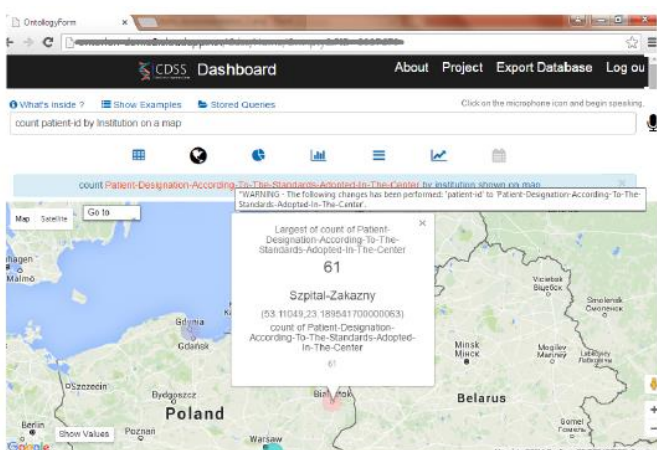 OntologyForm
CDSS Dashboard
About Project Export Database Log ou
What's inside ? Show Examples Stored Queries
Click on the microphone icon and begin speaking.
count patient-id by Institution on a map
count Patient-Designation-According-To-The-Standards-Adopted-In-The-Center by Institution shown on map
"WARNING - The following changes has been performed: 'patient-id' to 'Patient-Designation-According-To-The-
Standards-Adopted-In-The-Center'.
Map Satellite
Go to
Largest of count of Patient-
Designation-According-To-The-
Standards-Adopted-In-The-Center
61
Szpital-Zakazny
(53.11049,23.189541700000063)
count of Patient-Designation-
According-To-The-Standards-Adopted-
In-The-Center
61
nhagen
Malmö
Gdynia
Gdańsk
Szczecin
Bydgoszcz
Poland
Berlin
Show Values
Poznań
Warsaw
Google
Minsk
Мінск
Belarus
Smolensk
Смоленск
Gomel